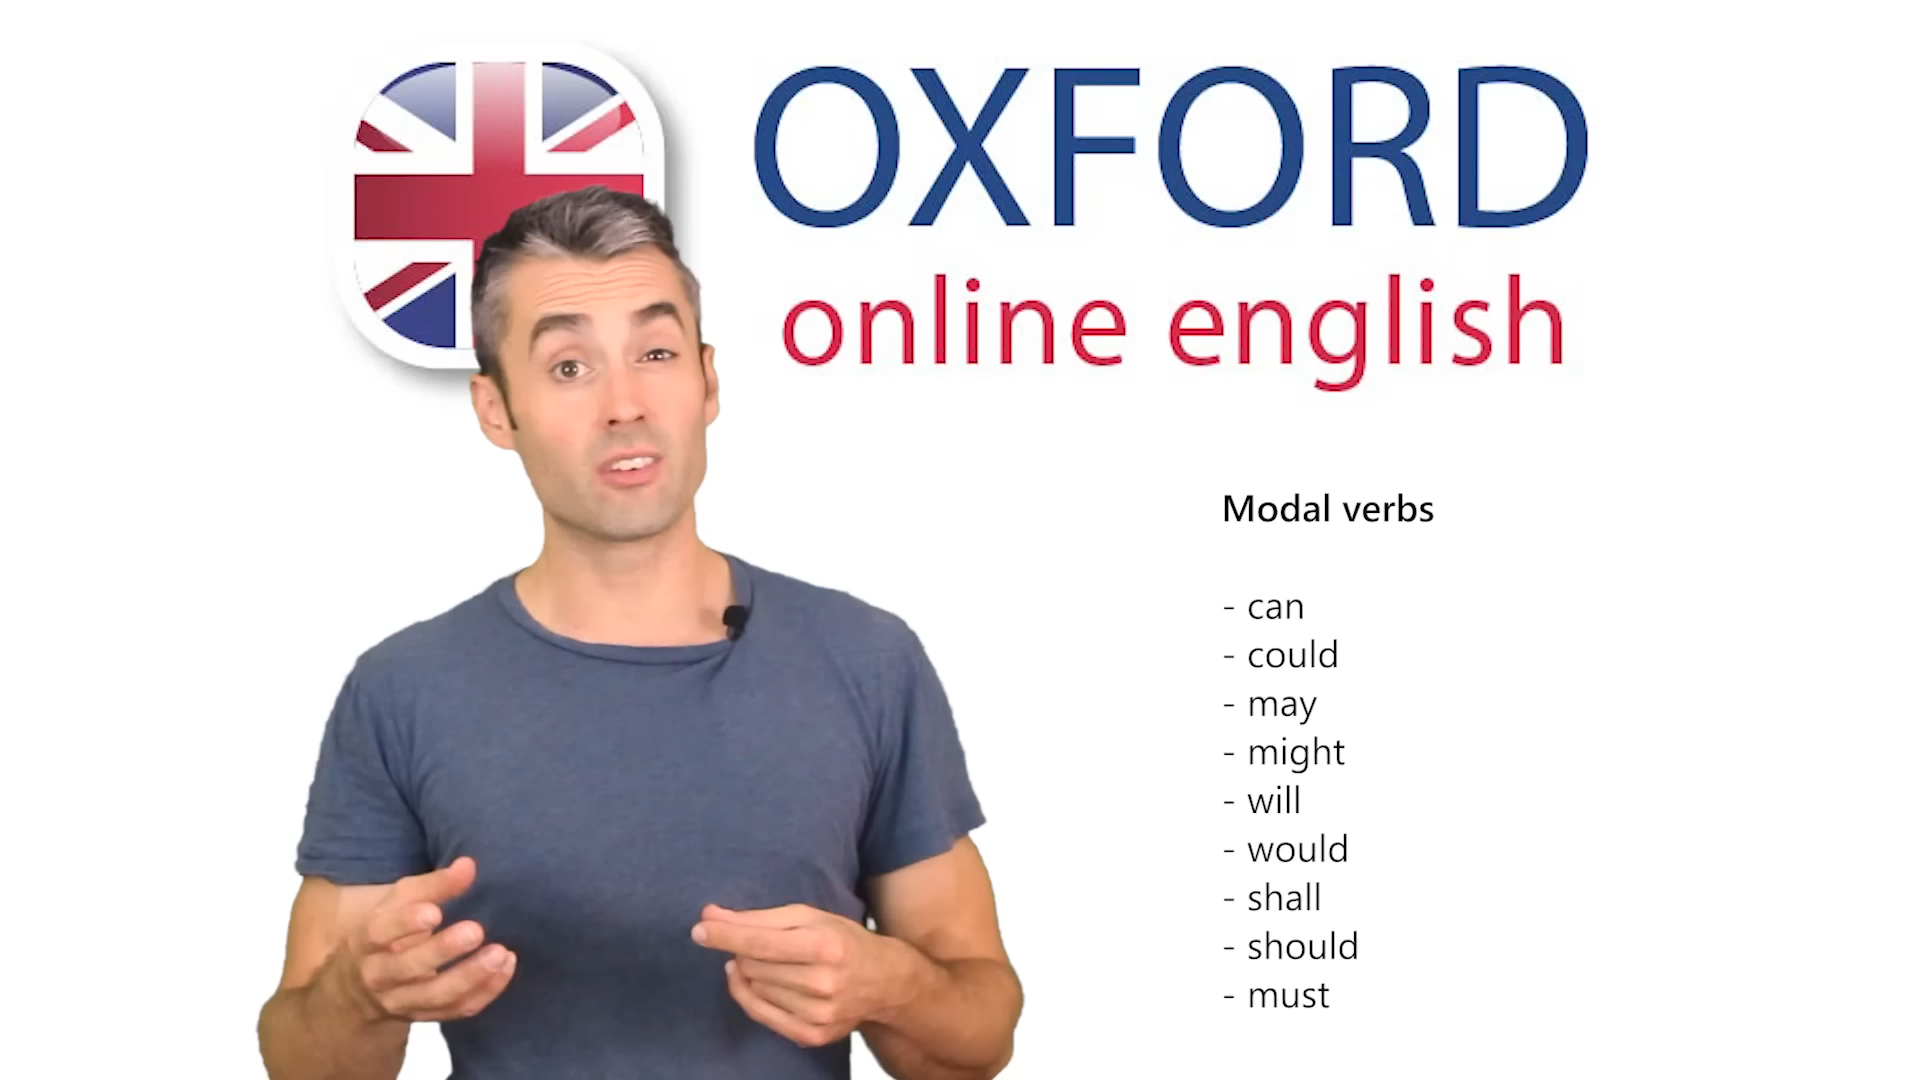 OXFORD
online english
Modal verbs
- can
- could
- may
- might
- will
- would
- shall
- should
- must